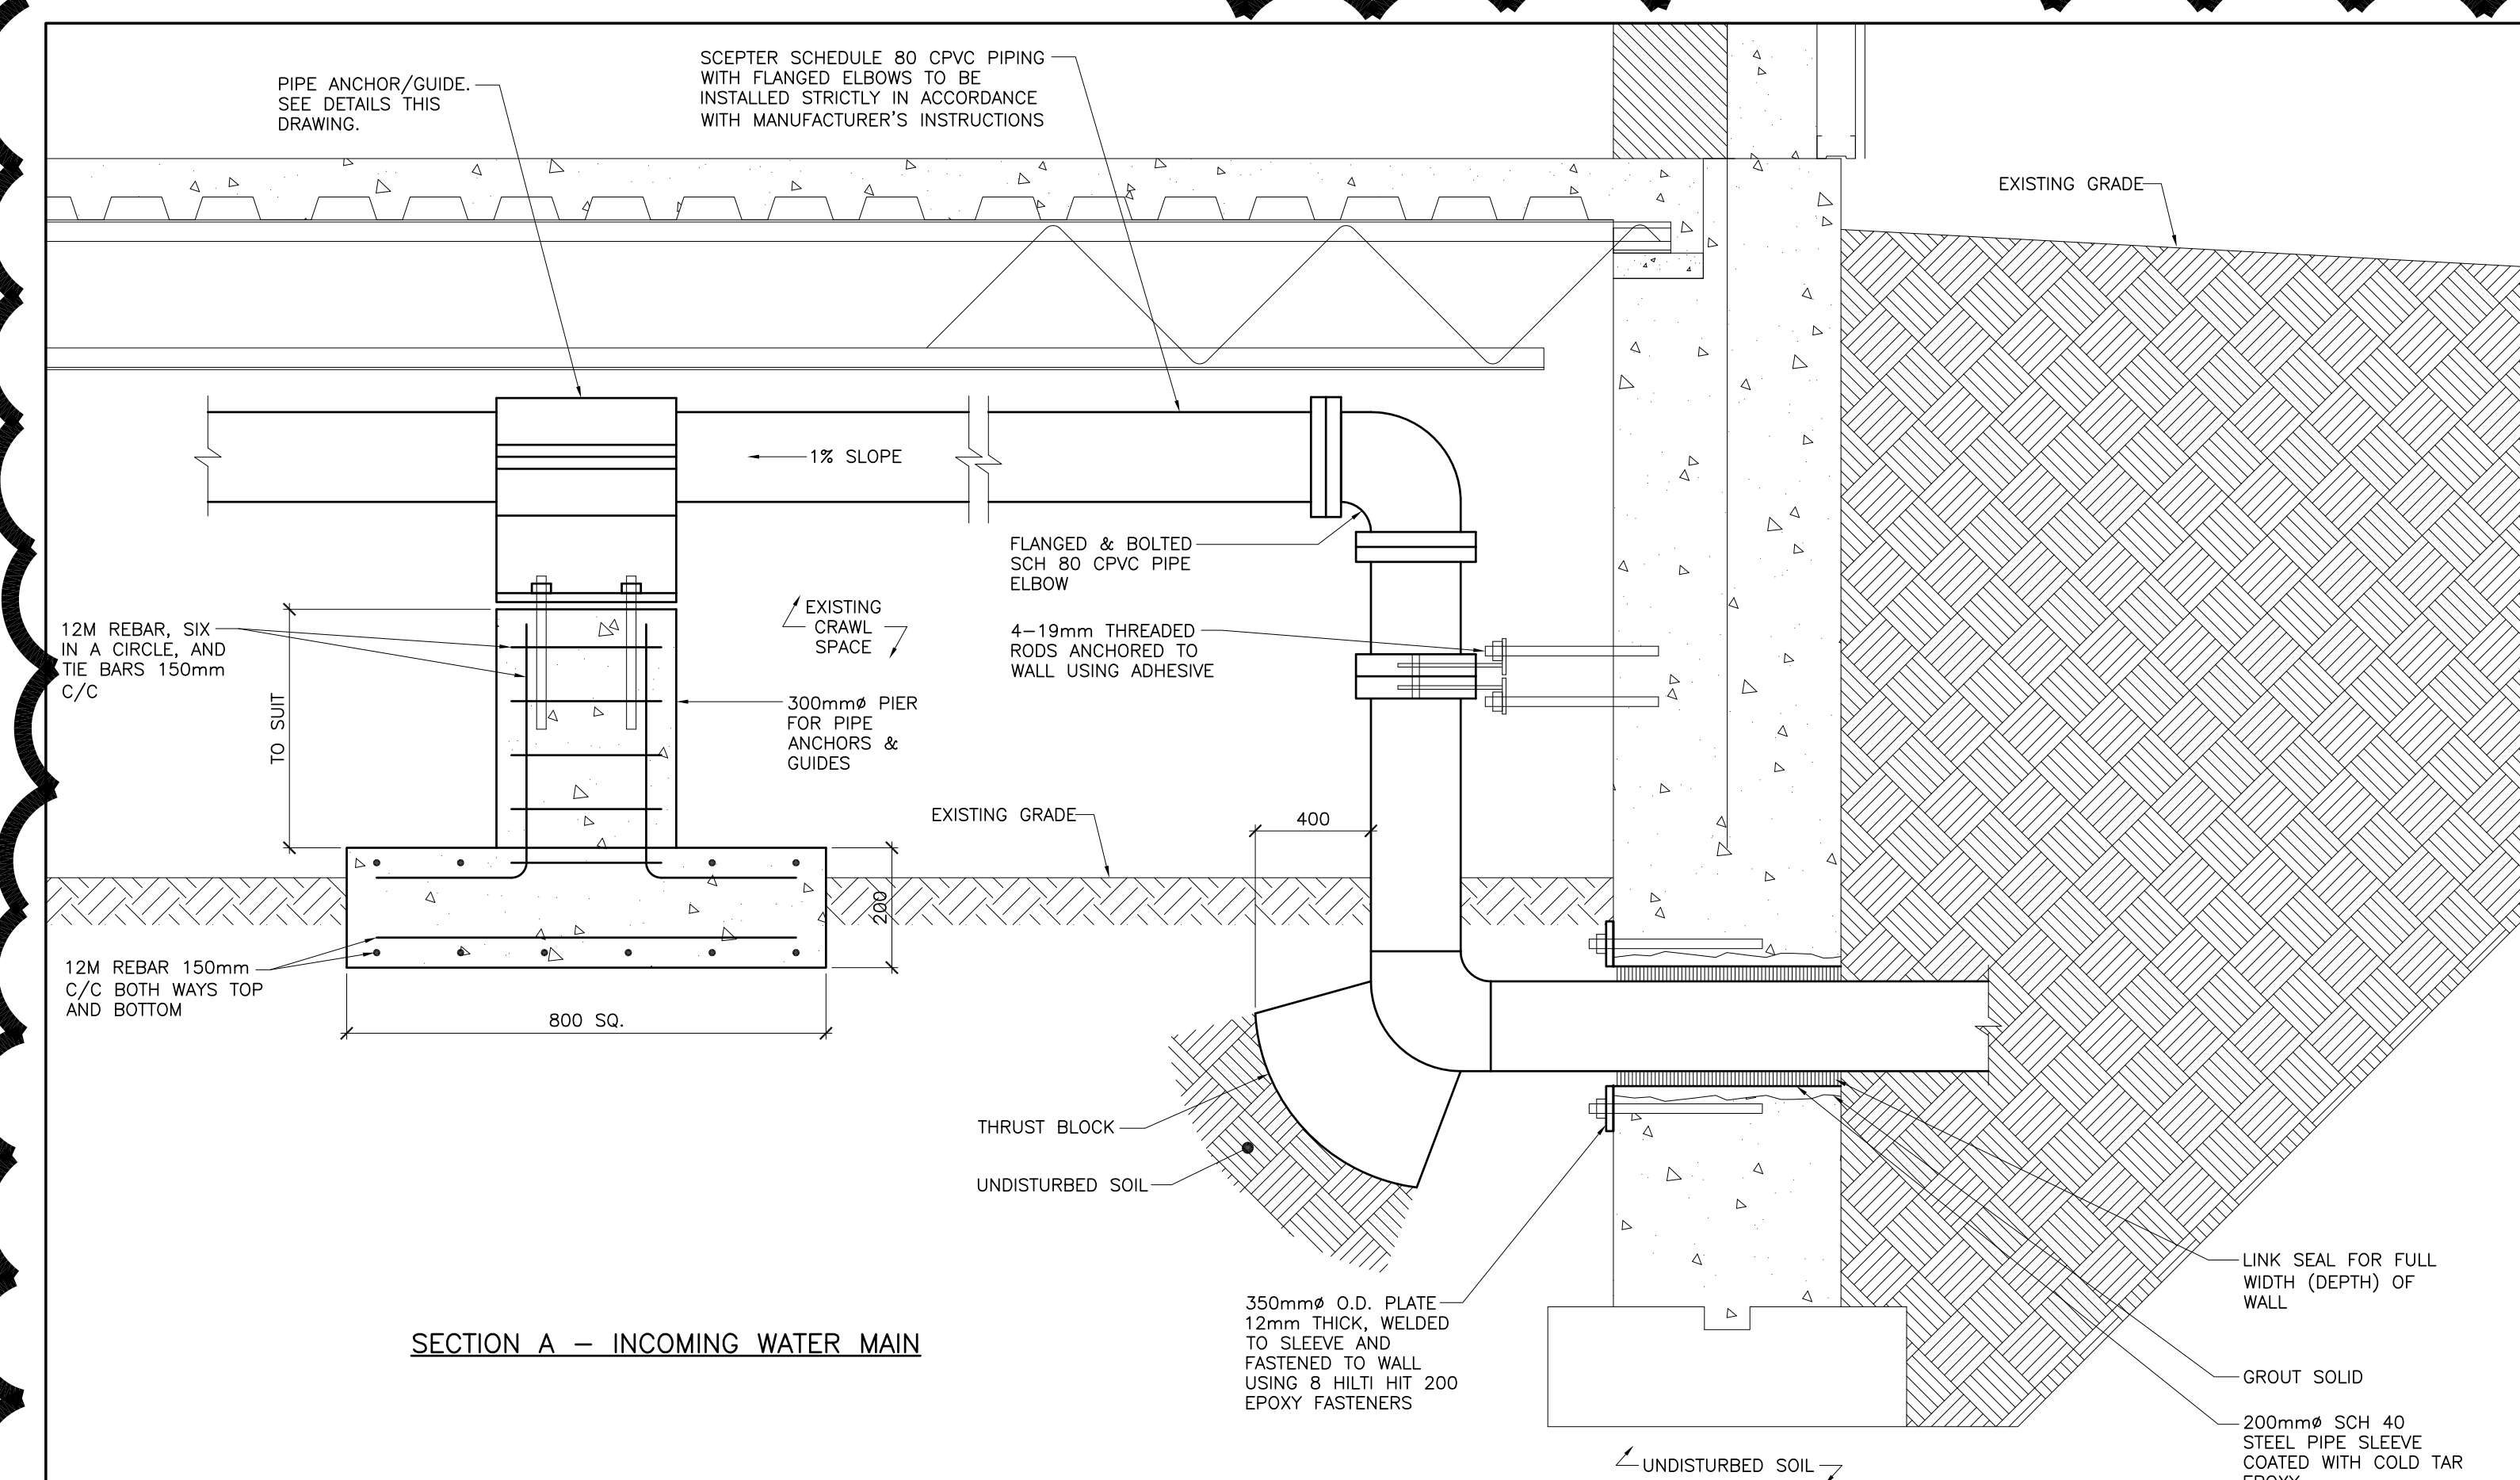 SCEPTER SCHEDULE 80 CPVC PIPING
WITH FLANGED ELBOWS TO BE
INSTALLED STRICTLY IN ACCORDANCE
WITH MANUFACTURER'S INSTRUCTIONS
PIPE ANCHOR/GUIDE.
SEE DETAILS THIS
DRAWING.
EXISTING GRADE
1% SLOPE
FLANGED & BOLTED
SCH 80 CPVC PIPE
ELBOW
12M REBAR, SIX
IN A CIRCLE, AND
TIE BARS 150mm
C/C
TO SUIT
EXISTING
CRAWL
SPACE
4-19mm THREADED
RODS ANCHORED TO
WALL USING ADHESIVE
300mmø PIER
FOR PIPE
ANCHORS &
GUIDES
EXISTING GRADE
400
200
12M REBAR 150mm
C/C BOTH WAYS TOP
AND BOTTOM
800 SQ.
THRUST BLOCK
UNDISTURBED SOIL
350mmø O.D. PLATE
12mm THICK, WELDED
TO SLEEVE AND
FASTENED TO WALL
USING 8 HILTI HIT 200
EPOXY FASTENERS
LINK SEAL FOR FULL
WIDTH (DEPTH) OF
WALL
GROUT SOLID
200mmø SCH 40
STEEL PIPE SLEEVE
COATED WITH COLD TAR
EPOXY
SECTION A – INCOMING WATER MAIN
UNDISTURBED SOIL